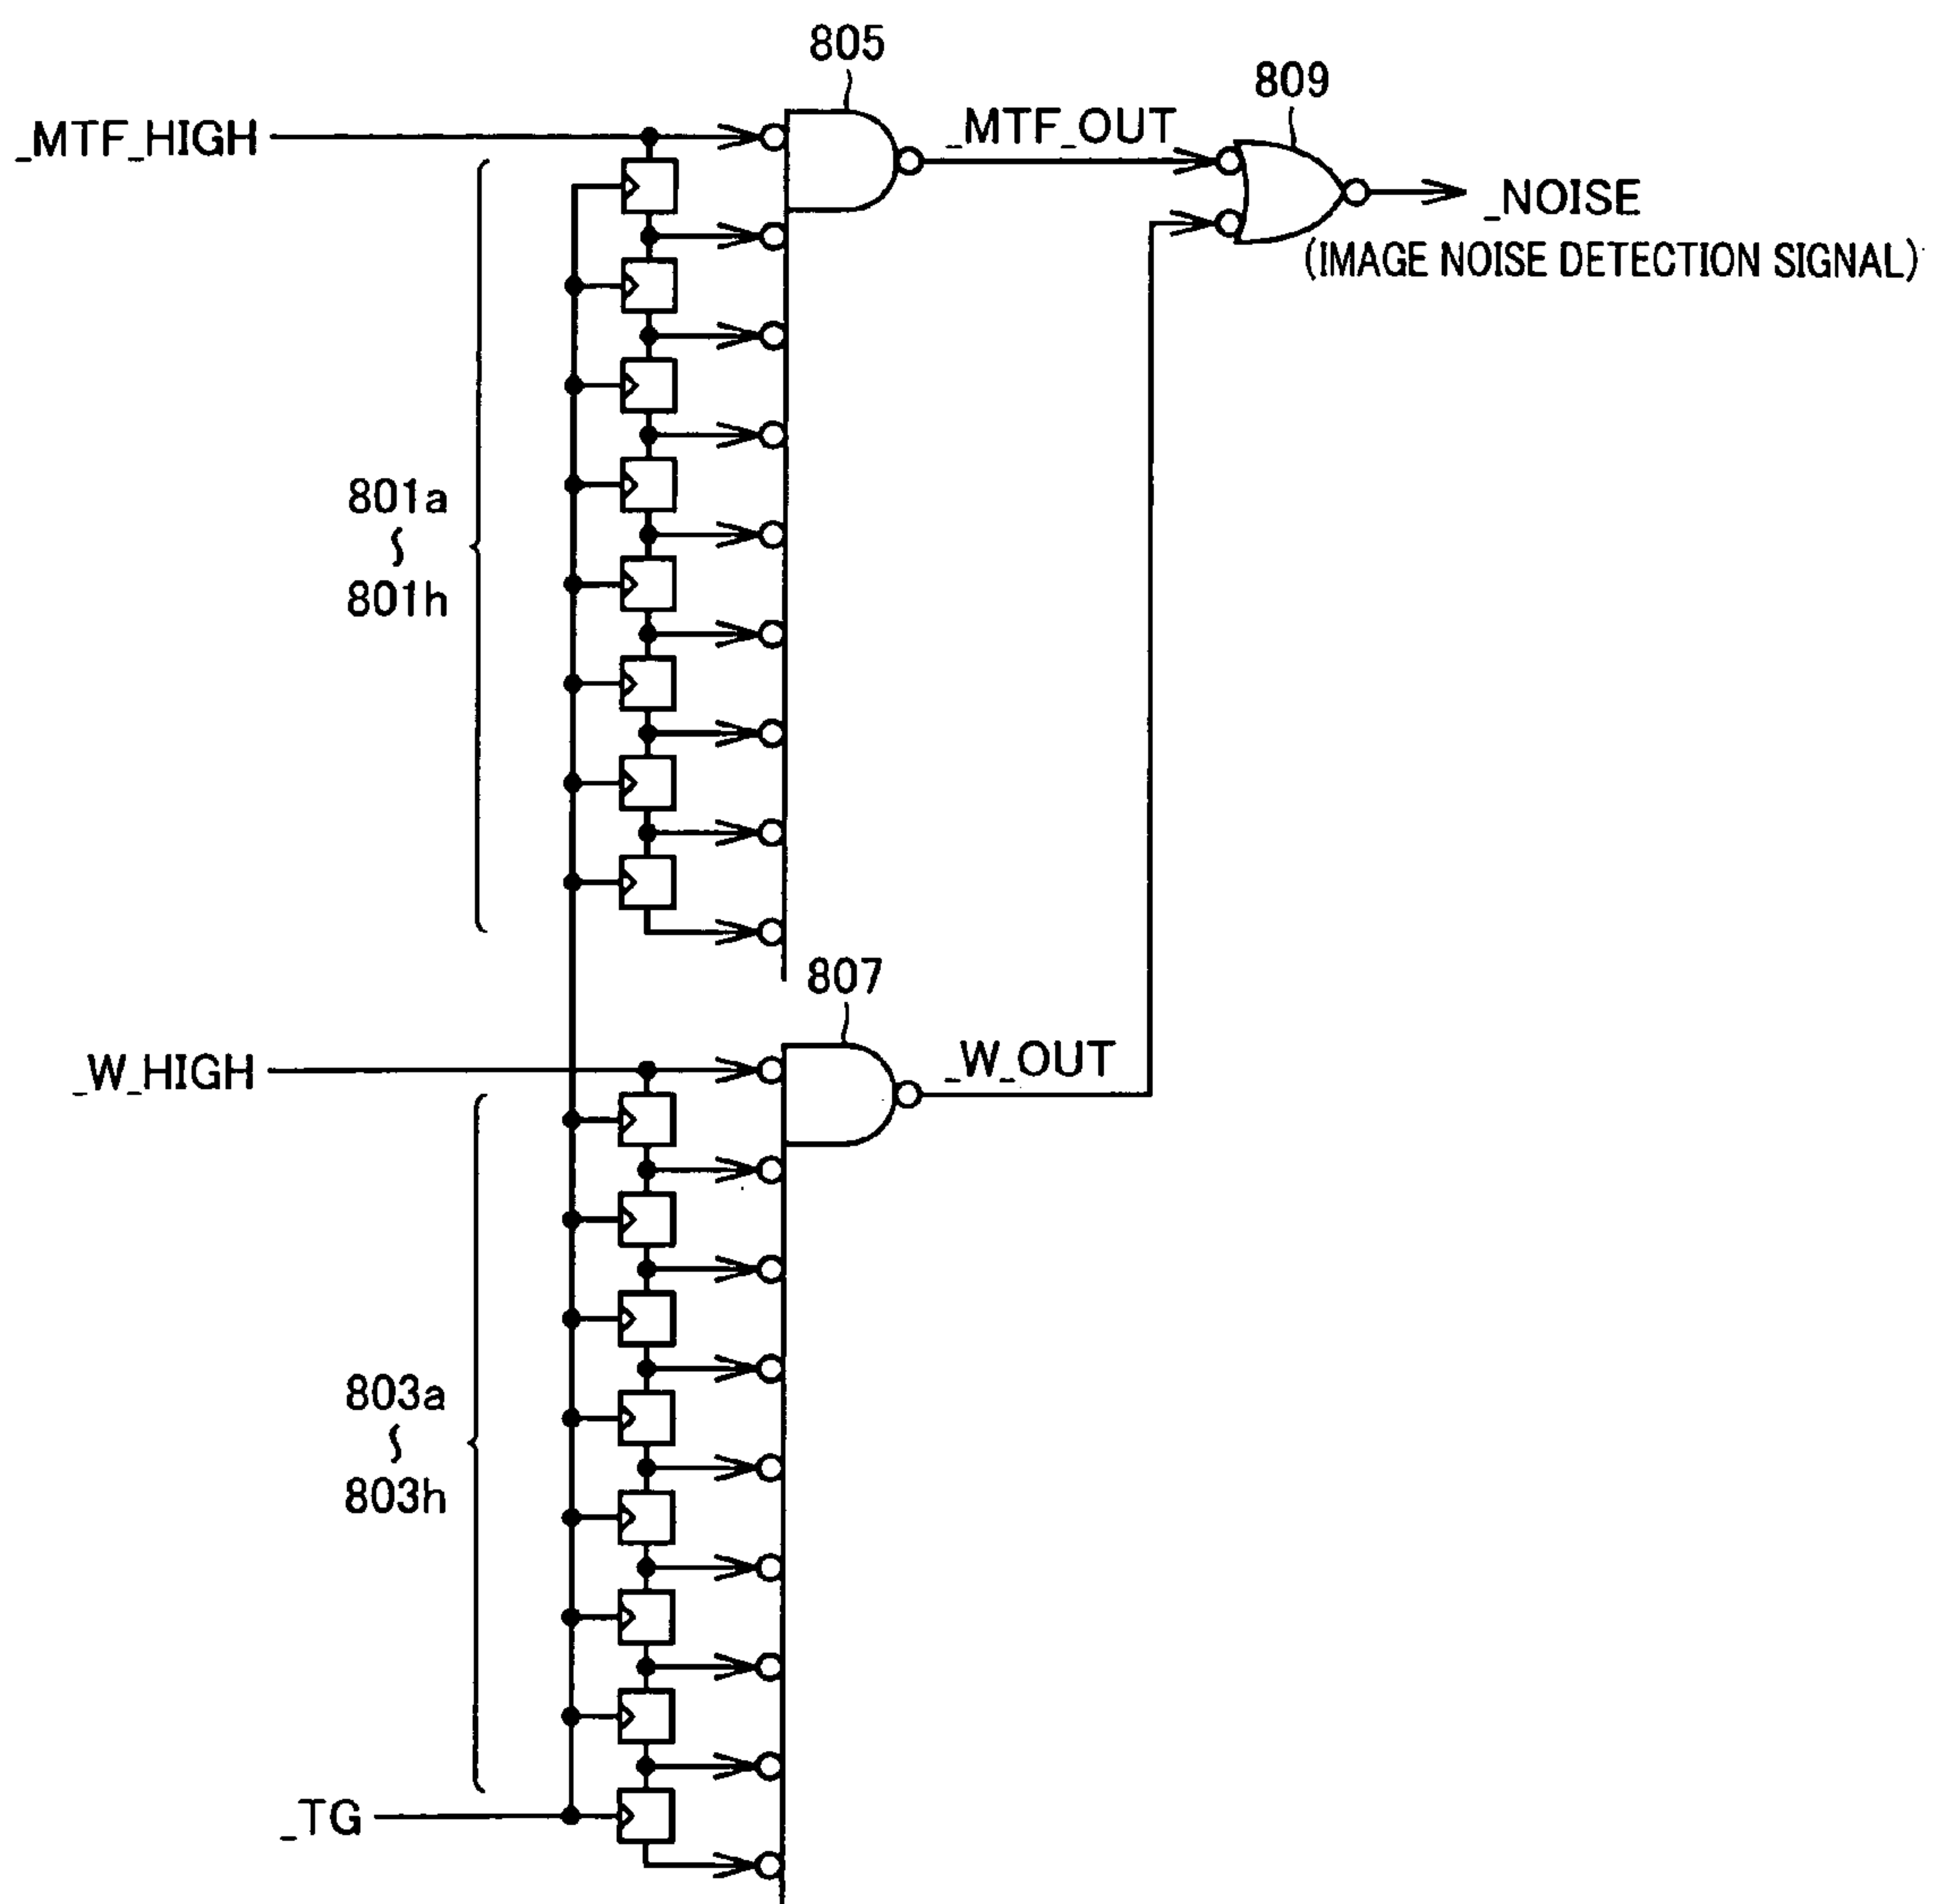 805
809
_MTF_HIGH
_MTF_OUT
_NOISE
(IMAGE NOISE DETECTION SIGNAL)
801a
~
801h
807
_W_HIGH
_W_OUT
803a
~
803h
_TG